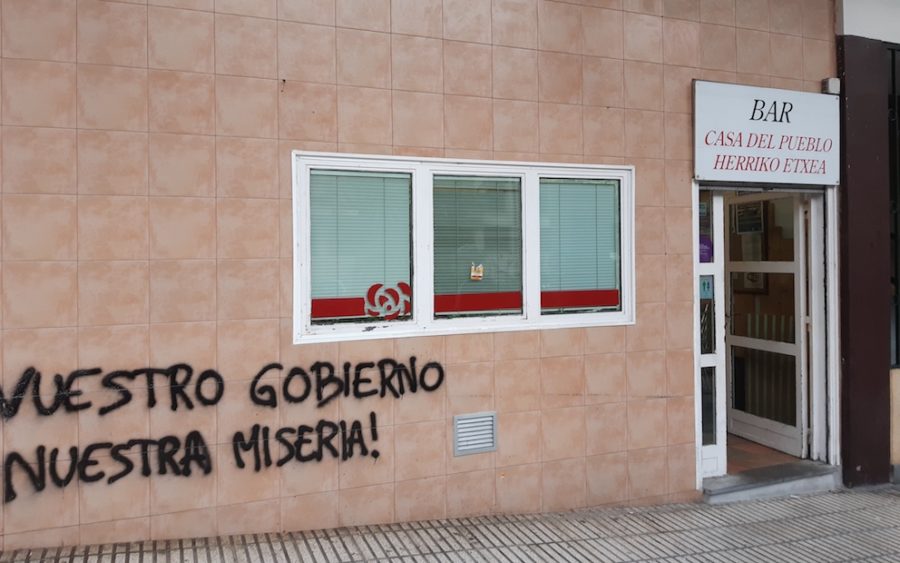 BAR
CASA DEL PUEBLO
HERRIKO ETXEA
VUESTRO GOBIERNO
NUESTRA MISERIA!